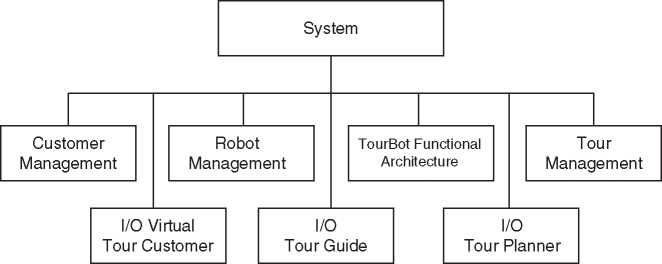 System
Customer
Management
Robot
Management
TourBot Functional
Architecture
Tour
Management
I/O Virtual
Tour Customer
I/O
Tour Guide
I/O
Tour Planner